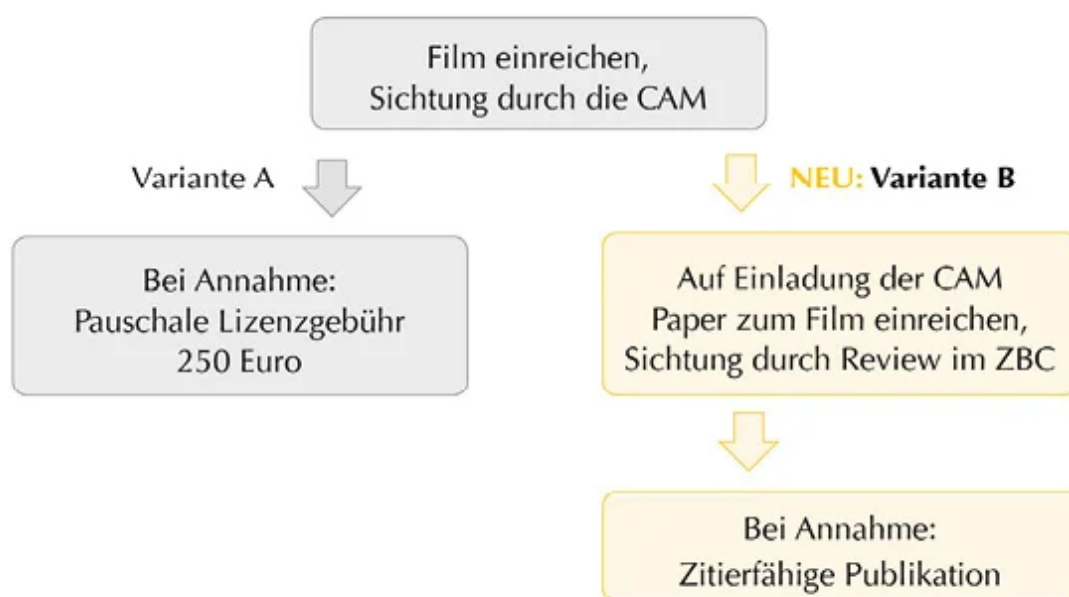 Film einreichen,
Sichtung durch die CAM
Variante A
NEU: Variante B
Bei Annahme:
Pauschale Lizenzgebühr
250 Euro
Auf Einladung der CAM
Paper zum Film einreichen,
Sichtung durch Review im ZBC
Bei Annahme:
Zitierfähige Publikation